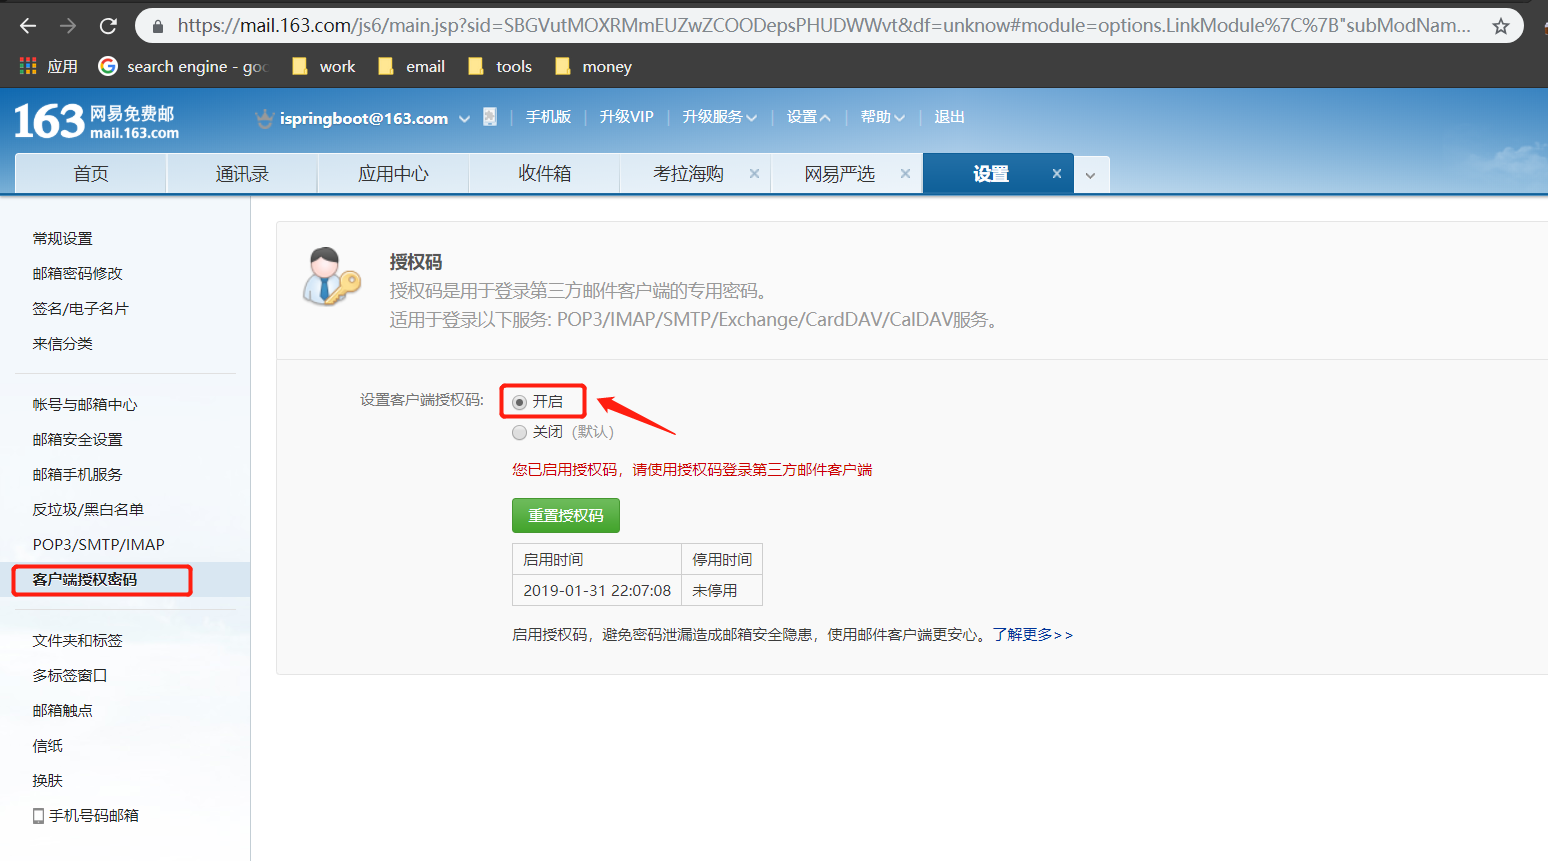 https://mail.163.com/js6/main.jsp?sid=SBGVutMOXRMmEUZwZCOODepsPHUDWWvt&df=unknow#module=options.LinkModule%7C%7B"subModNam...
应用 search engine - goo work email tools money
163 网易免费邮 mail.163.com
ispringboot@163.com 手机版 升级VIP 升级服务 设置 帮助 退出
首页 通讯录 应用中心 收件箱 考拉海购 × 网易严选 × 设置 ×
常规设置
邮箱密码修改
签名/电子名片
来信分类
帐号与邮箱中心
邮箱安全设置
邮箱手机服务
反垃圾/黑白名单
POP3/SMTP/IMAP
客户端授权密码
文件夹和标签
多标签窗口
邮箱触点
信纸
换肤
手机号码邮箱
授权码
授权码是用于登录第三方邮件客户端的专用密码。
适用于登录以下服务: POP3/IMAP/SMTP/Exchange/CardDAV/CalDAV服务。
设置客户端授权码: 开启
关闭 (默认)
您已启用授权码，请使用授权码登录第三方邮件客户端
重置授权码
启用时间 停用时间
2019-01-31 22:07:08 未停用
启用授权码，避免密码泄漏造成邮箱安全隐患，使用邮件客户端更安心。了解更多>>